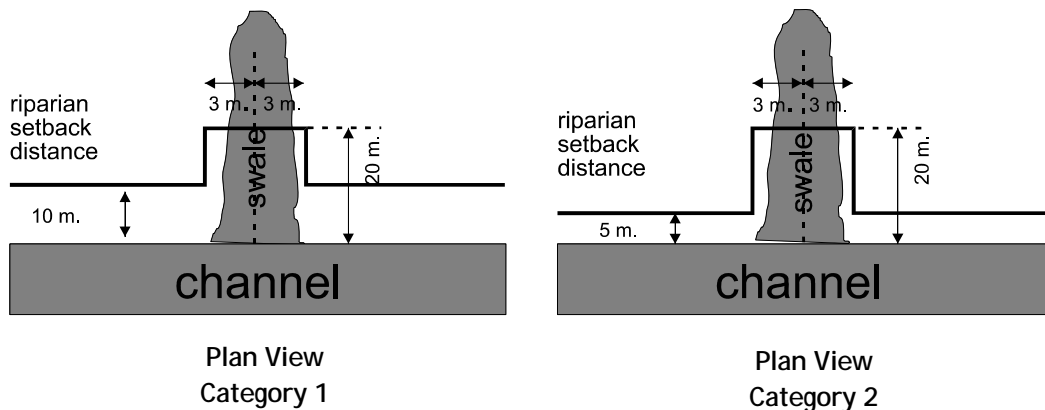 riparian
setback
distance
3 m.
3 m.
swale
20 m.
10 m.
channel
Plan View
Category 1
riparian
setback
distance
3 m.
3 m.
swale
20 m.
5 m.
channel
Plan View
Category 2